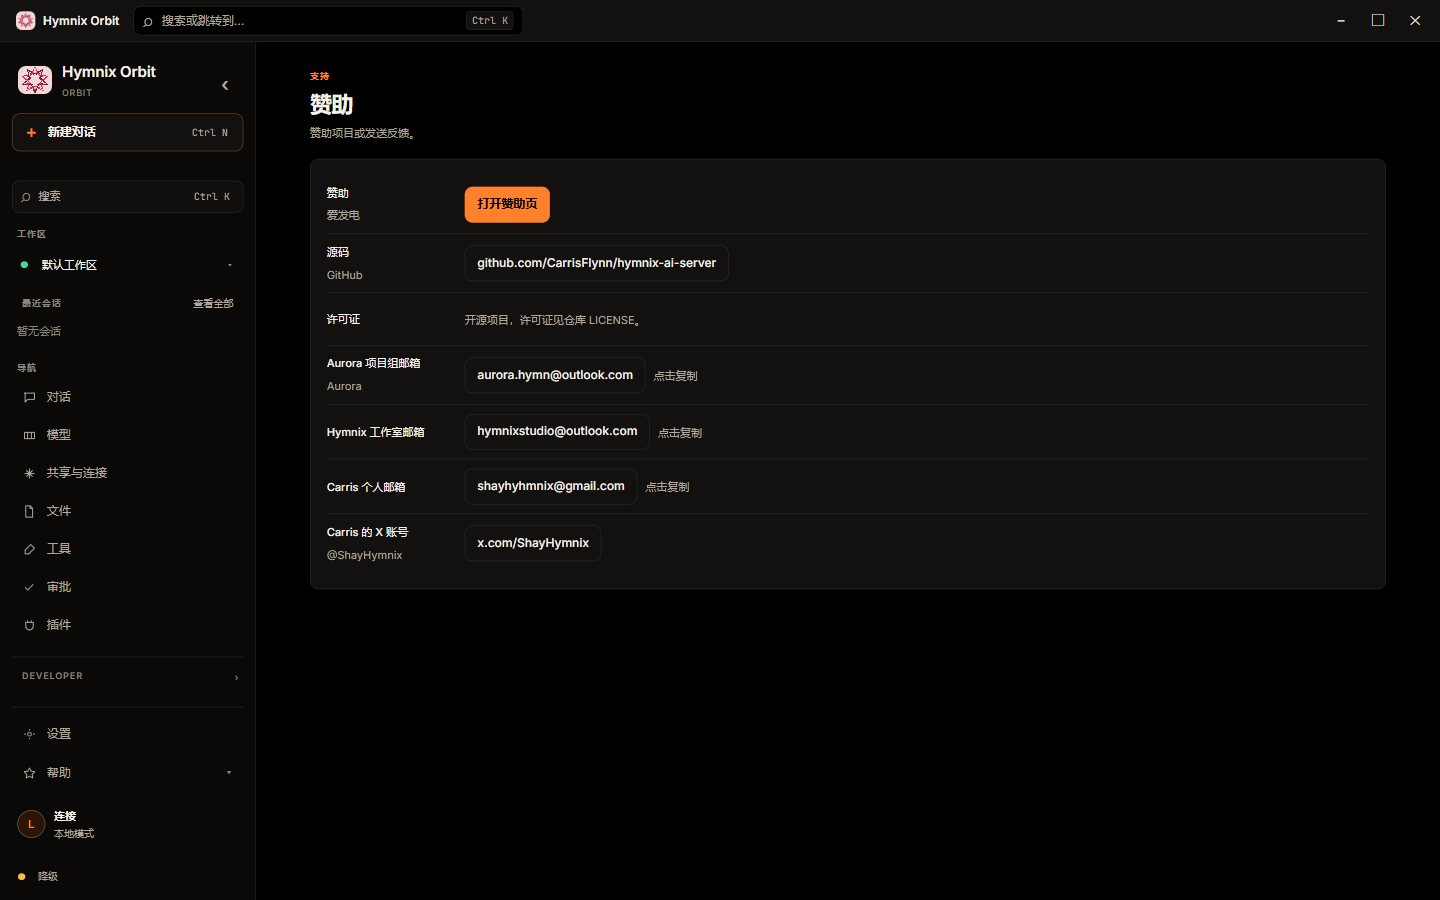 Hymnix Orbit
搜索或跳转到...
Ctrl K
Hymnix Orbit
ORBIT
新建对话
Ctrl N
搜索
Ctrl K
工作区
默认工作区
最近会话
查看全部
暂无会话
导航
对话
模型
共享与连接
文件
工具
审批
插件
DEVELOPER
设置
帮助
L
连接
本地模式
降级
支持
赞助
赞助项目或发送反馈。
赞助
爱发电
打开赞助页
源码
GitHub
github.com/CarrisFlynn/hymnix-ai-server
许可证
开源项目，许可证见仓库 LICENSE。
Aurora 项目组邮箱
Aurora
aurora.hymn@outlook.com
点击复制
Hymnix 工作室邮箱
hymnixstudio@outlook.com
点击复制
Carris 个人邮箱
shayhyhmnix@gmail.com
点击复制
Carris 的 X 账号
@ShayHymnix
x.com/ShayHymnix